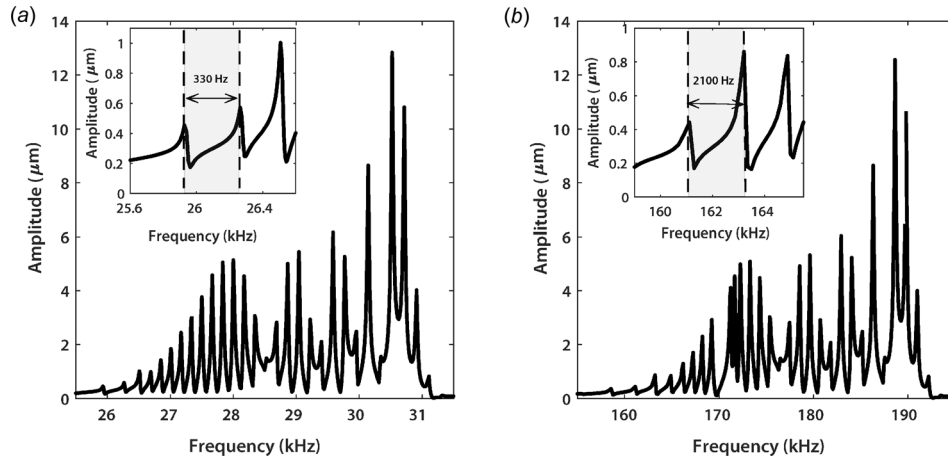 (a)
14
12
10
8
6
4
2
0
Amplitude (μm)
26 27 28 29 30 31
Frequency (kHz)
1
0.8
0.6
0.4
0.2
0
Amplitude (μm)
330 Hz
25.6 26 26.4
Frequency (kHz)
(b)
14
12
10
8
6
4
2
0
Amplitude (μm)
160 170 180 190
Frequency (kHz)
1
0.8
0.6
0.4
0.2
0
Amplitude (μm)
2100 Hz
160 162 164
Frequency (kHz)